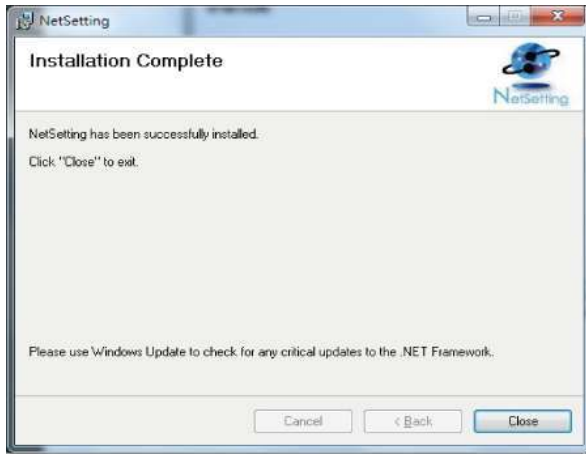 NetSetting
Installation Complete
NetSetting
NetSetting has been successfully installed.
Click "Close" to exit.
Please use Windows Update to check for any critical updates to the .NET Framework.
Cancel
< Back
Close